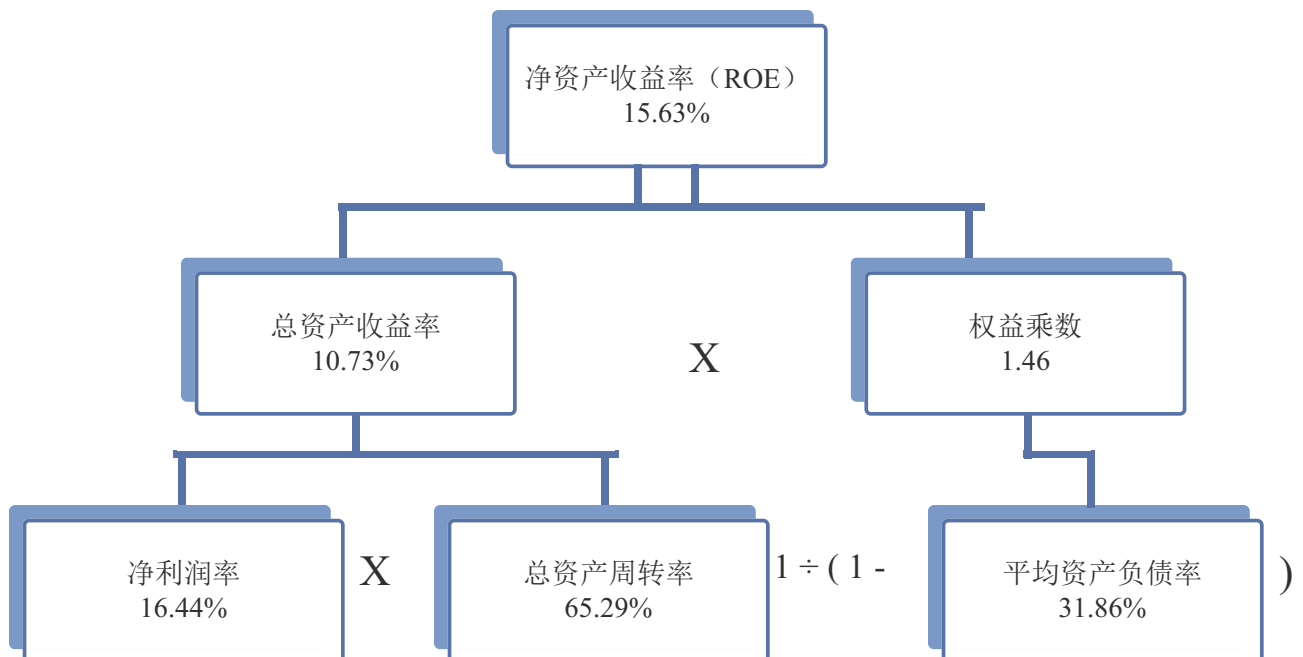 净资产收益率（ROE）
15.63%
总资产收益率
10.73%
X
权益乘数
1.46
净利润率
16.44%
X
总资产周转率
65.29%
1 ÷ ( 1 -
平均资产负债率
31.86%
)